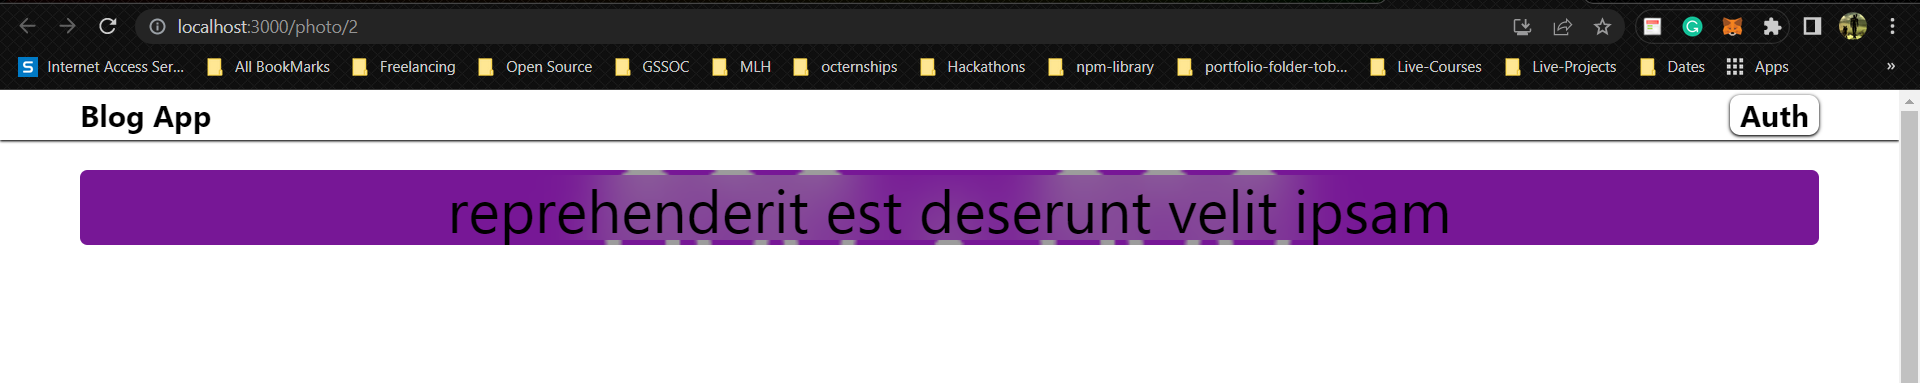 localhost:3000/photo/2
Internet Access Ser... All BookMarks Freelancing Open Source GSSOC MLH octernships Hackathons npm-library portfolio-folder-tob... Live-Courses Live-Projects Dates Apps »
Blog App Auth
reprehenderit est deserunt velit ipsam